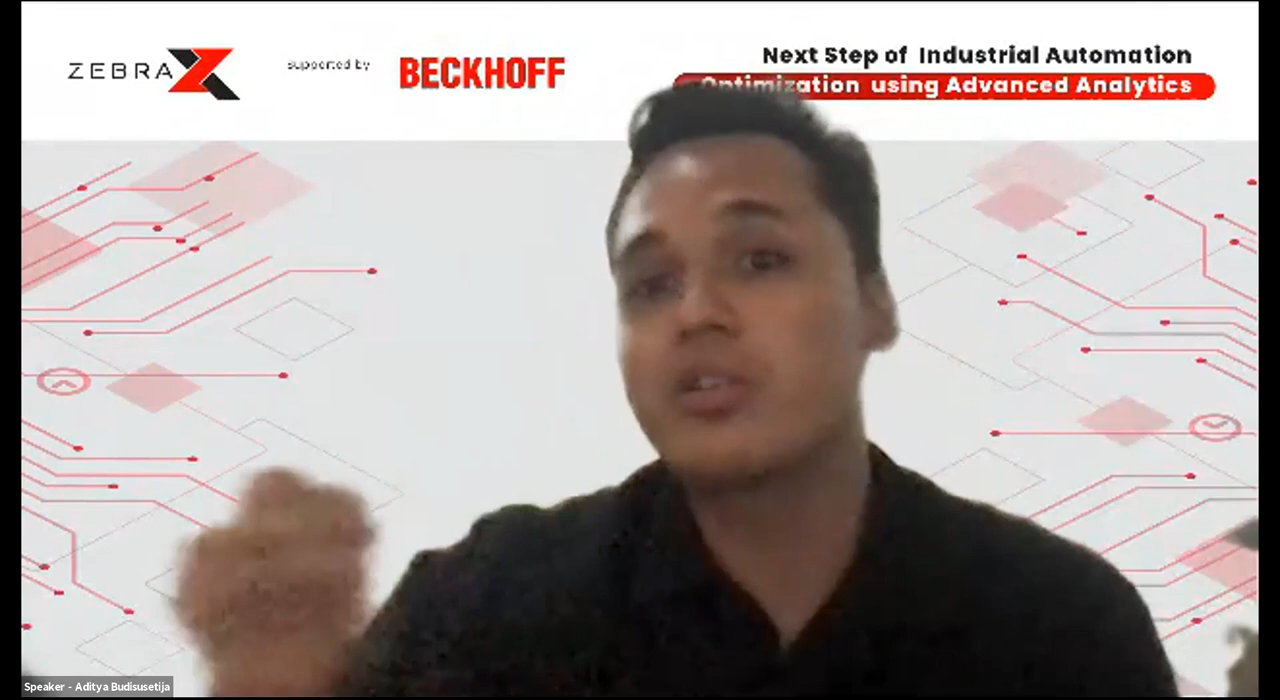 ZEBRA
Supported by
BECKHOFF
Next Step of Industrial Automation
Optimization using Advanced Analytics
Speaker - Aditya Budisusetija